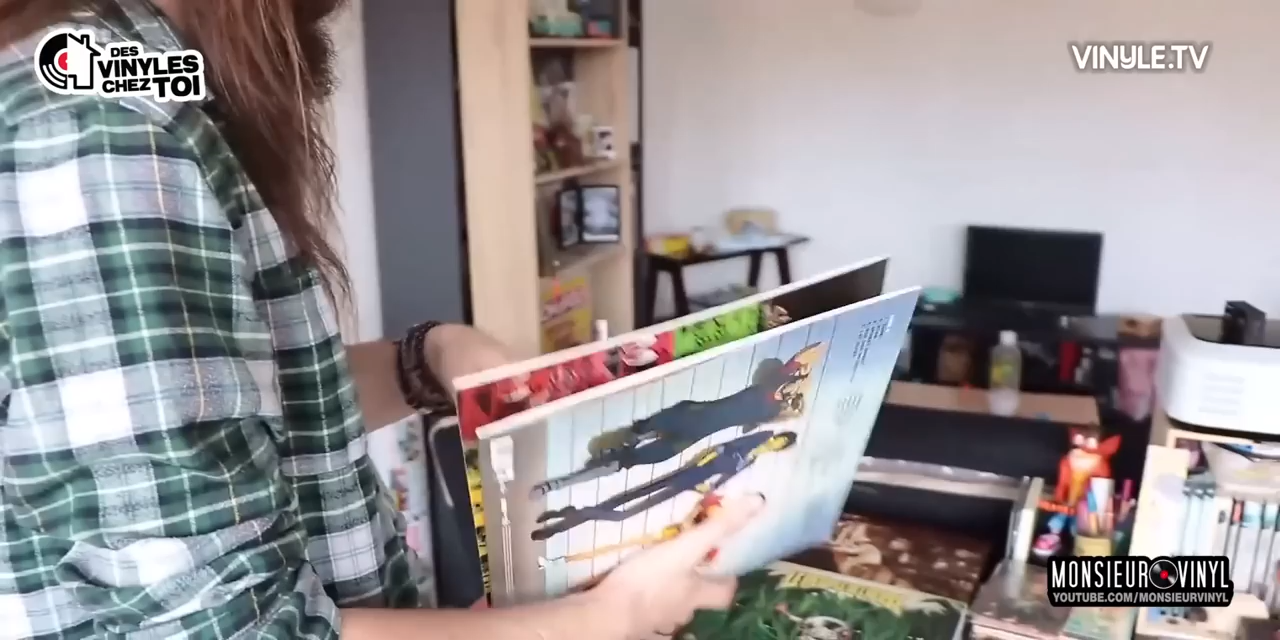 DES
VINYLES
CHEZ TOI
VINYLE.TV
MONSIEUR VINYL
YOUTUBE.COM/MONSIEURVINYL